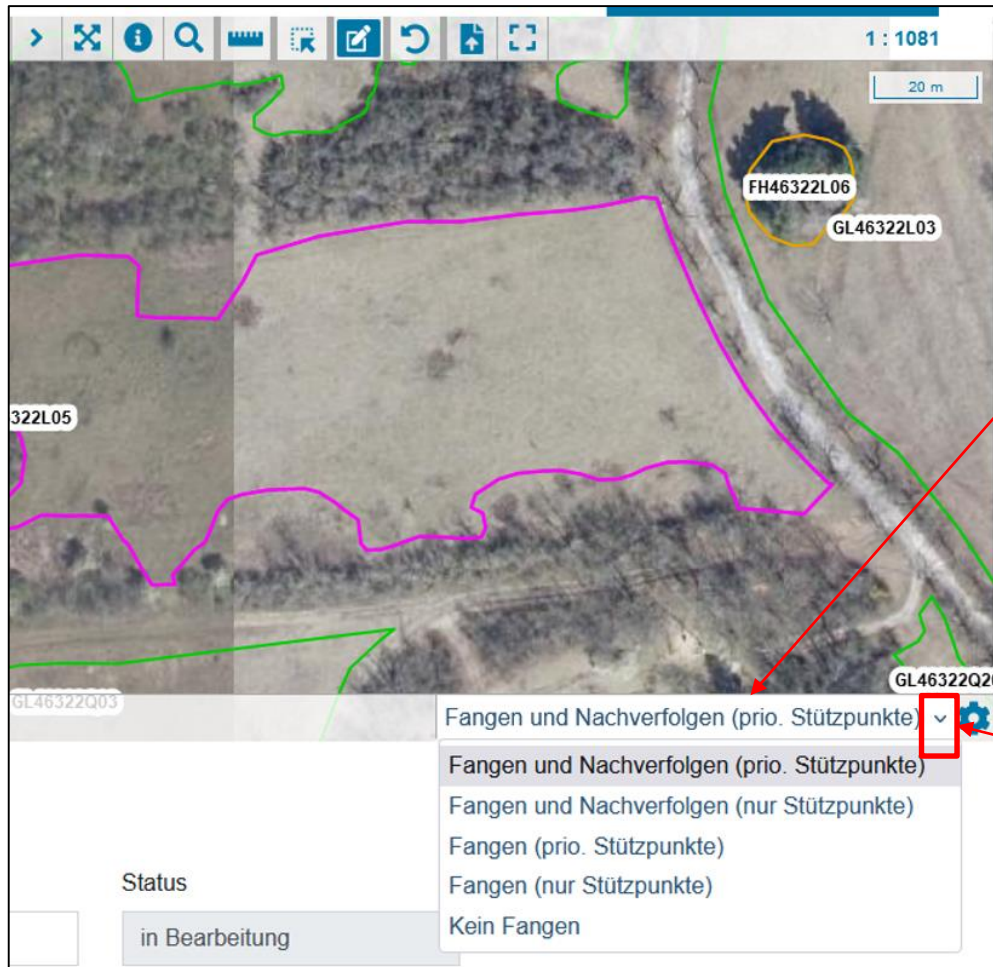 1 : 1081
20 m
FH46322L06
GL46322L03
322L05
GL46322Q20
GL46322Q03
Fangen und Nachverfolgen (prio. Stützpunkte)
Fangen und Nachverfolgen (prio. Stützpunkte)
Fangen und Nachverfolgen (nur Stützpunkte)
Fangen (prio. Stützpunkte)
Fangen (nur Stützpunkte)
Kein Fangen
Status
in Bearbeitung